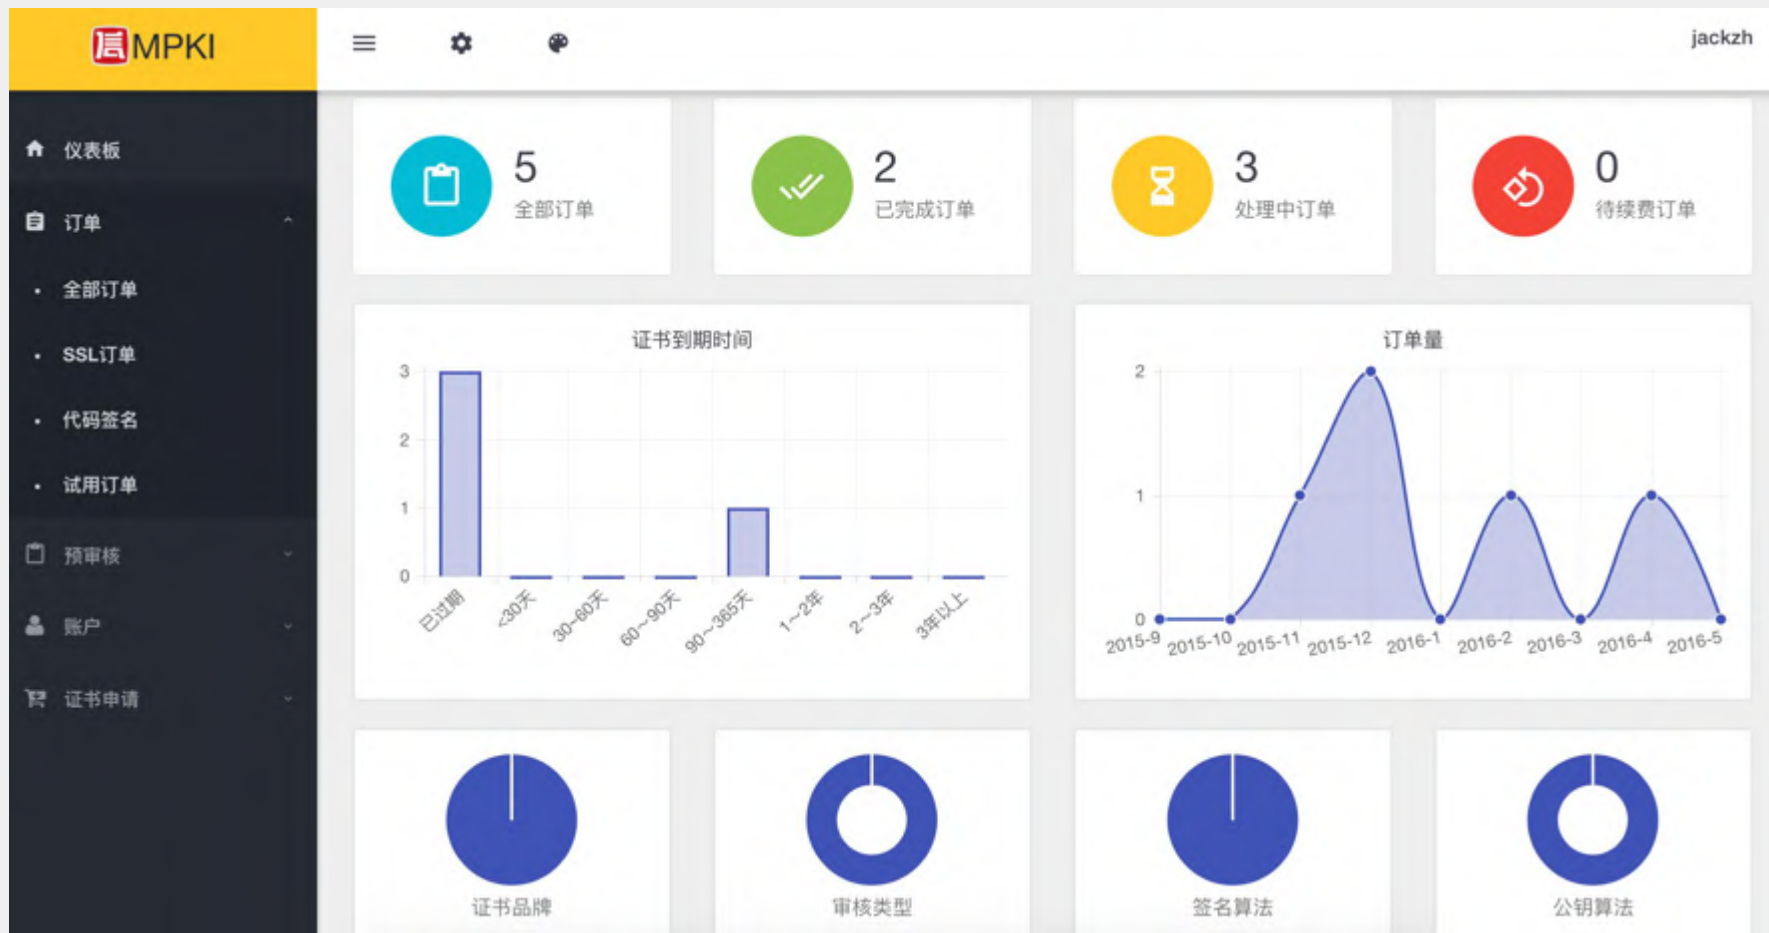 信MPKI
jackzh
仪表板
订单
全部订单
SSL订单
代码签名
试用订单
预审核
账户
证书申请
5
全部订单
2
已完成订单
3
处理中订单
0
待续费订单
证书到期时间
3
2
1
0
已过期 <30天 30~60天 60~90天 90~365天 1~2年 2~3年 3年以上
订单量
2
1
0
2015-9 2015-10 2015-11 2015-12 2016-1 2016-2 2016-3 2016-4 2016-5
证书品牌
审核类型
签名算法
公钥算法